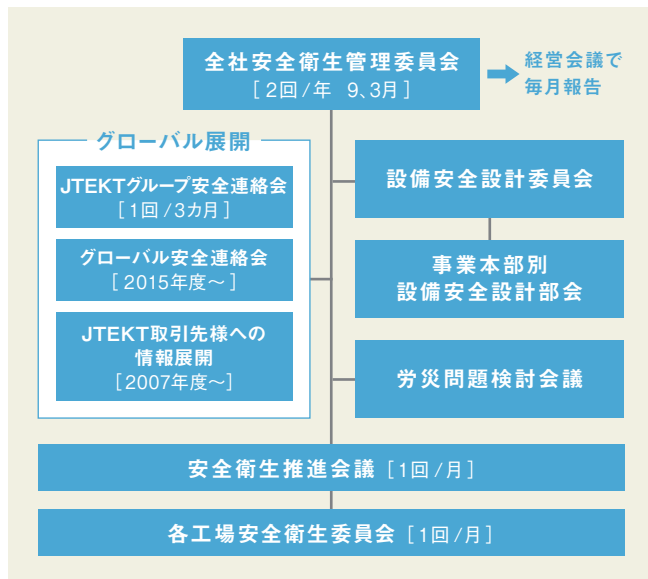 全社安全衛生管理委員会
[2回/年 9、3月]
経営会議で
毎月報告
グローバル展開
JTEKTグループ安全連絡会
[1回/3カ月]
グローバル安全連絡会
[2015年度～]
JTEKT取引先様への
情報展開
[2007年度～]
設備安全設計委員会
事業本部別
設備安全設計部会
労災問題検討会議
安全衛生推進会議 [1回/月]
各工場安全衛生委員会 [1回/月]